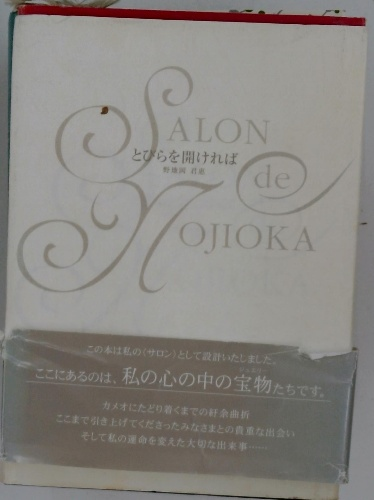 SALON
とびらを開ければ
de
NOJIOKA
この本は私の〈サロン〉として設計いたしました。
ここにあるのは、私の心の中の宝物たちです。
カメオにたどり着くまでの紆余曲折
ここまで引き上げてくださったみなさまとの貴重な出会い
そして私の運命を変えた大切な出来事──